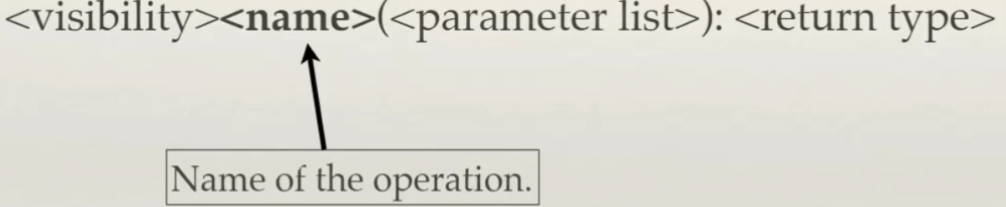 <visibility><name>(<parameter list>): <return type>
Name of the operation.